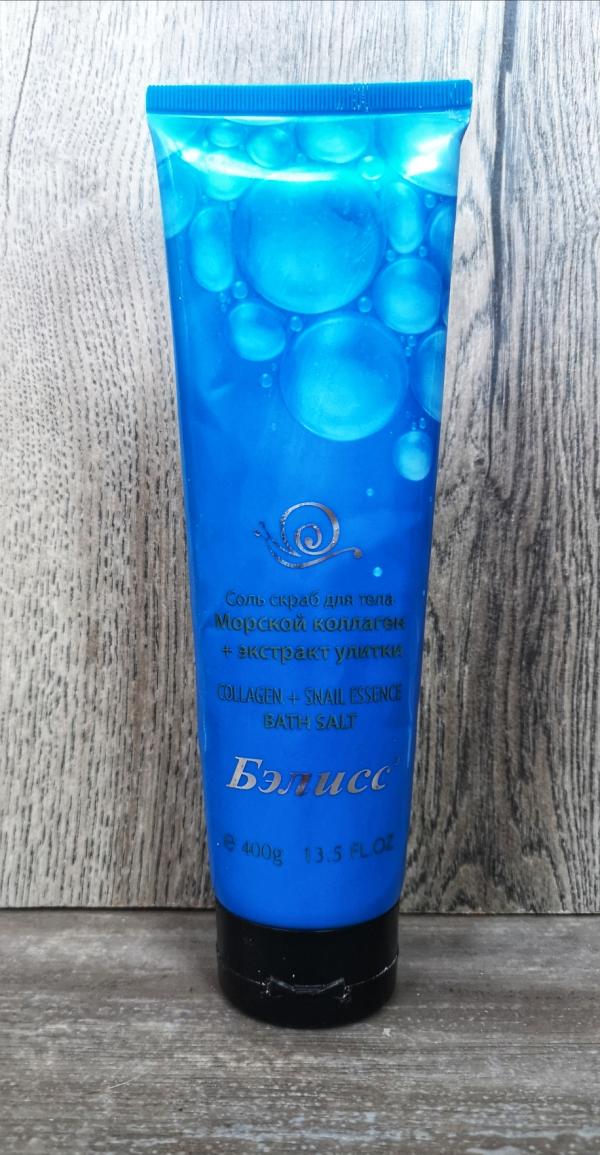 Соль скраб для тела
Морской коллаген
+ экстракт улитки
COLLAGEN + SNAIL ESSENCE
BATH SALT
Бэлисс
℮ 400g 13.5 FL.OZ